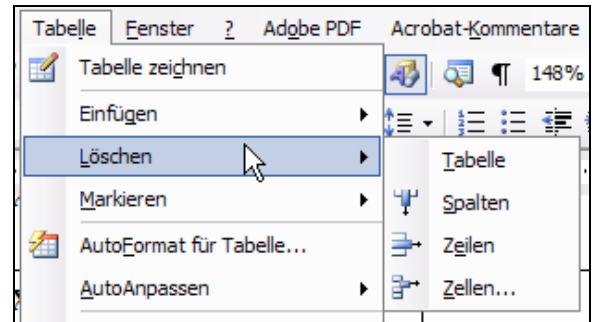 Tabelle Fenster ? Adobe PDF Acrobat-Kommentare
Tabelle zeichnen
148%
Einfügen
Löschen
Tabelle
Markieren
Spalten
AutoFormat für Tabelle...
Zeilen
AutoAnpassen
Zellen...